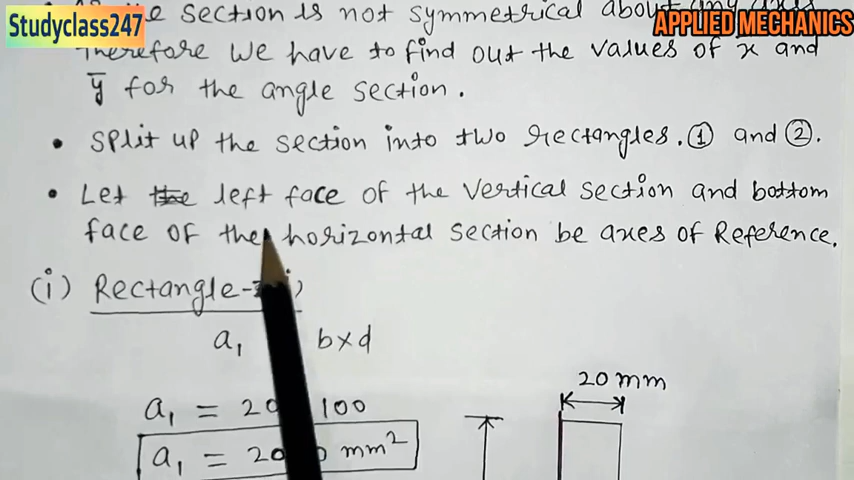 Studyclass247
APPLIED MECHANICS
the section is not symmetrical about any
Therefore we have to find out the values of x̄ and
ȳ for the angle section.
• Split up the section into two rectangles. ① and ②.
• Let the left face of the vertical section and bottom
face of the horizontal section be axes of Reference.
(i) Rectangle-
a₁ b×d
20 mm
a₁ = 20 100
a₁ = 20 mm²